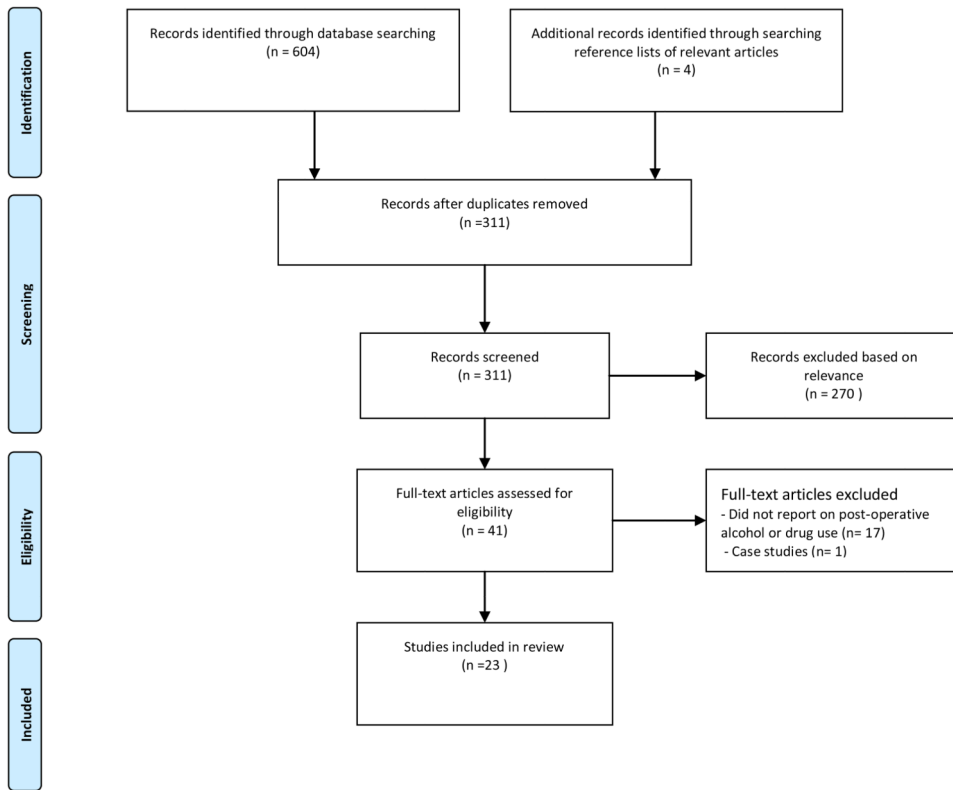 Identification
Records identified through database searching
(n = 604)
Additional records identified through searching
reference lists of relevant articles
(n = 4)
Screening
Records after duplicates removed
(n =311)
Records screened
(n = 311)
Records excluded based on
relevance
(n = 270 )
Eligibility
Full-text articles assessed for
eligibility
(n = 41)
Full-text articles excluded
- Did not report on post-operative
alcohol or drug use (n= 17)
- Case studies (n= 1)
Included
Studies included in review
(n =23 )